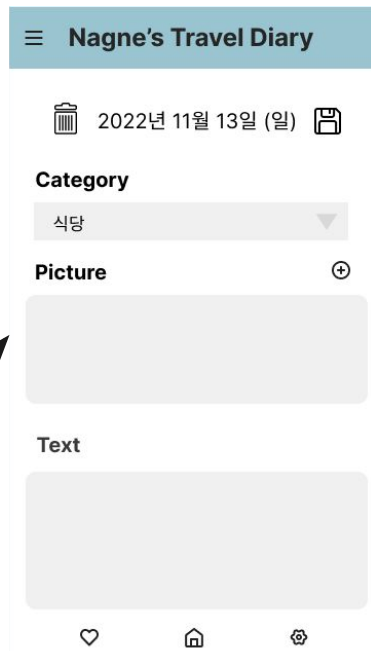 Nagne's Travel Diary
2022년 11월 13일 (일)
Category
식당
Picture
Text